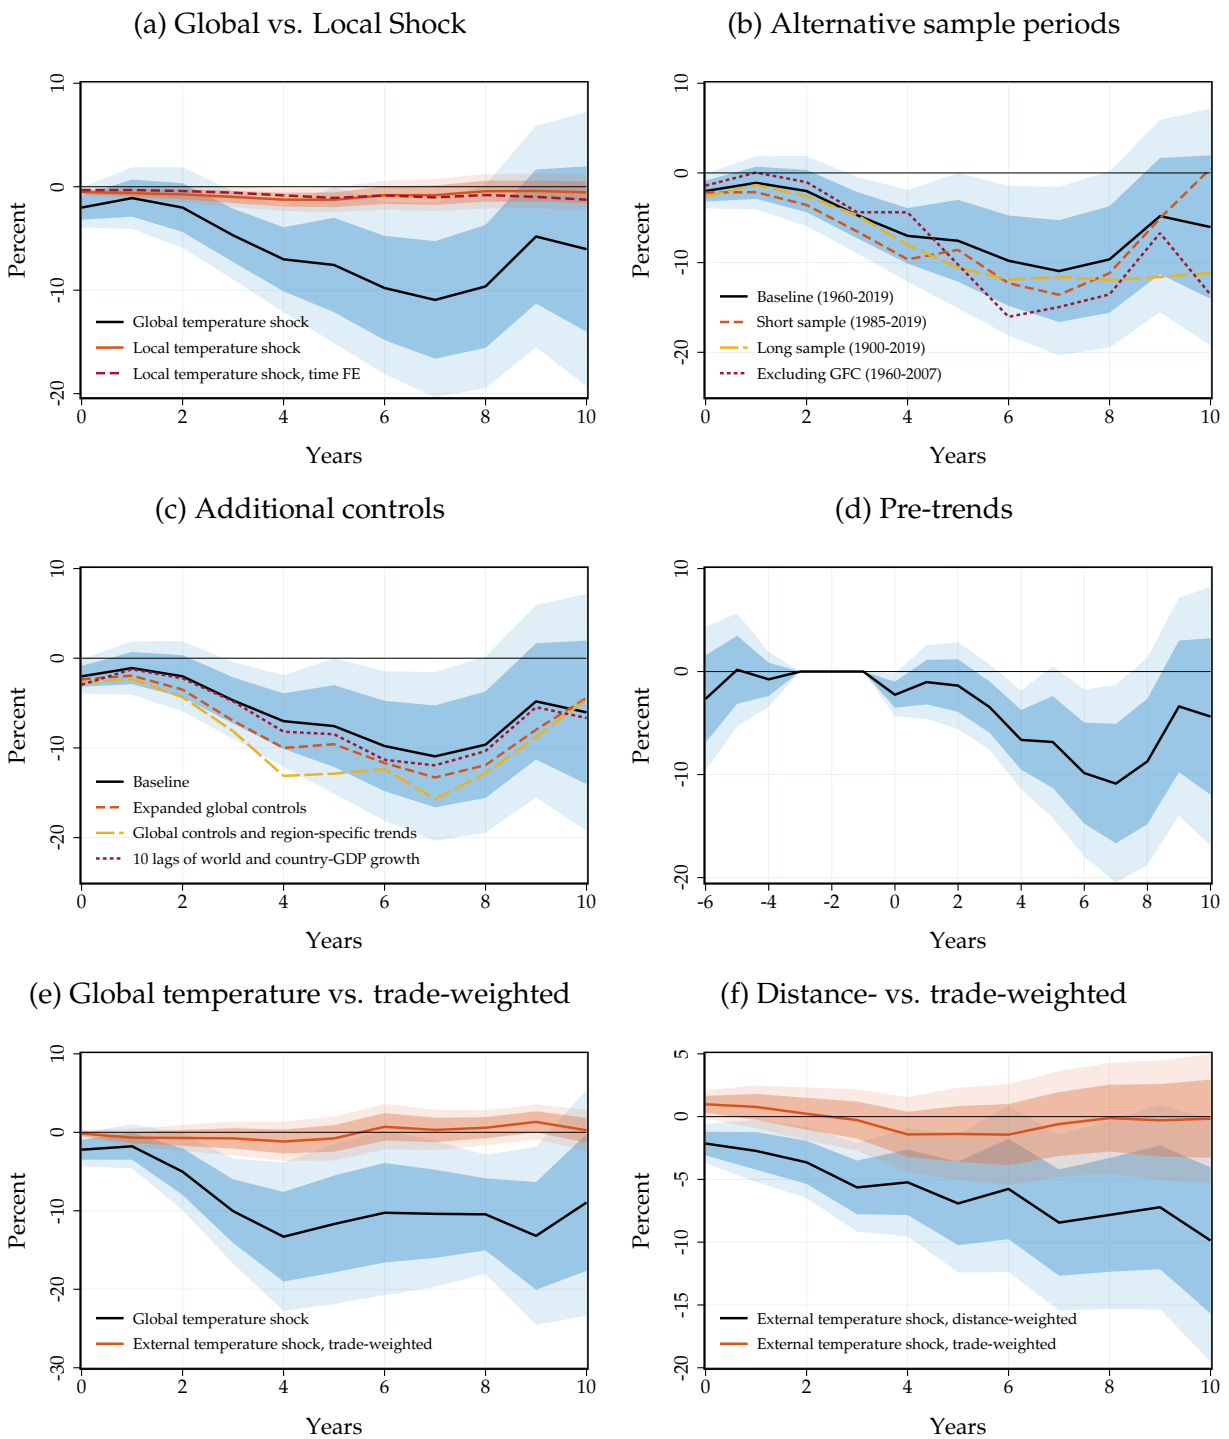 (a) Global vs. Local Shock
Percent
10
0
-10
-20
Global temperature shock
Local temperature shock
Local temperature shock, time FE
0 2 4 6 8 10
Years
(b) Alternative sample periods
Percent
10
0
-10
-20
Baseline (1960-2019)
Short sample (1985-2019)
Long sample (1900-2019)
Excluding GFC (1960-2007)
0 2 4 6 8 10
Years
(c) Additional controls
Percent
10
0
-10
-20
Baseline
Expanded global controls
Global controls and region-specific trends
10 lags of world and country-GDP growth
0 2 4 6 8 10
Years
(d) Pre-trends
Percent
10
0
-10
-20
-6 -4 -2 0 2 4 6 8 10
Years
(e) Global temperature vs. trade-weighted
Percent
10
0
-10
-20
-30
Global temperature shock
External temperature shock, trade-weighted
0 2 4 6 8 10
Years
(f) Distance- vs. trade-weighted
Percent
5
0
-5
-10
-15
-20
External temperature shock, distance-weighted
External temperature shock, trade-weighted
0 2 4 6 8 10
Years